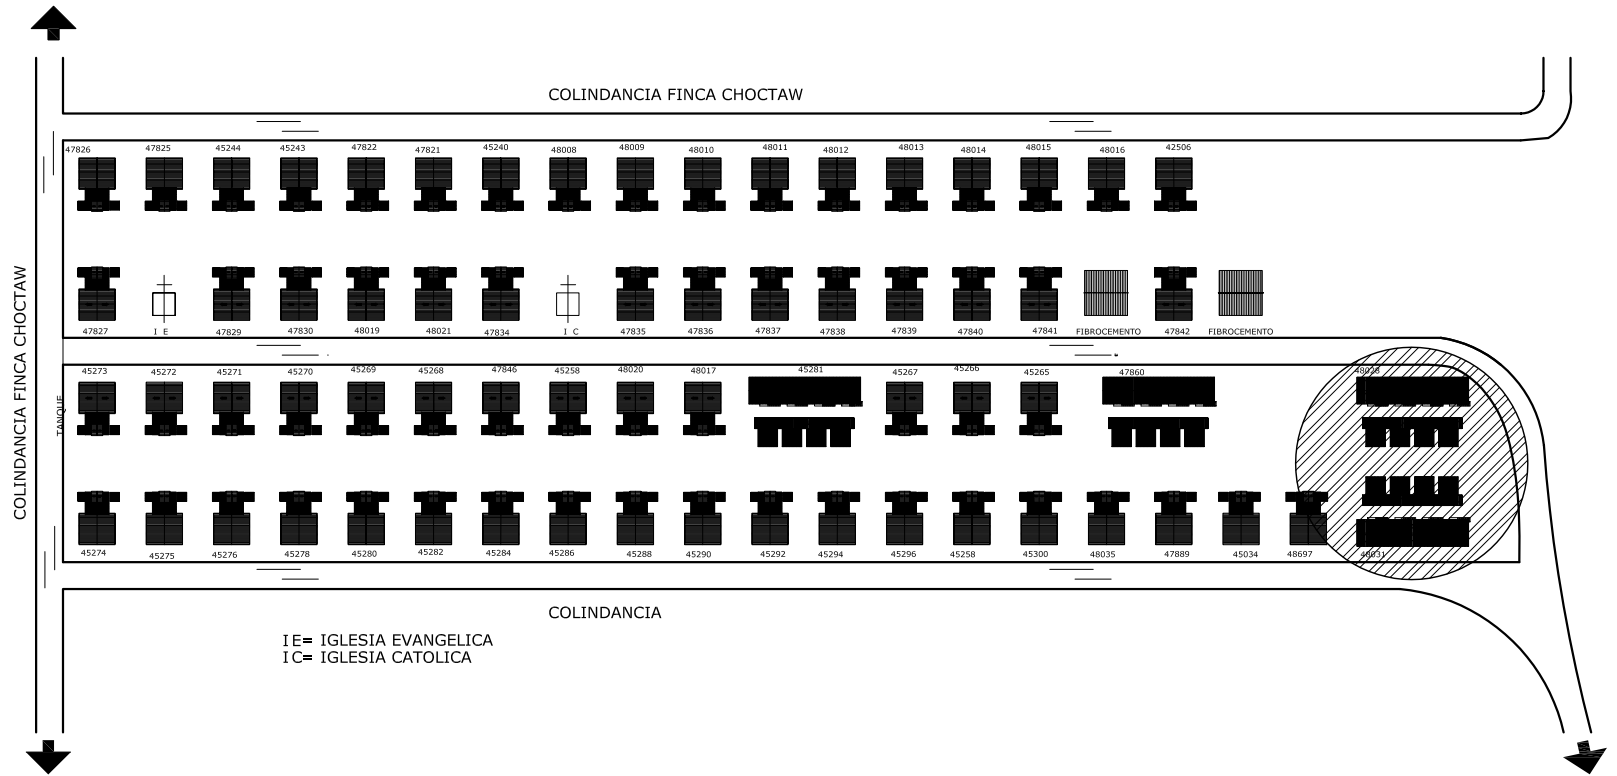 COLINDANCIA FINCA CHOCTAW
47826 47825 45244 45243 47822 47821 45240 48008 48009 48010 48011 48012 48013 48014 48015 48016 42506
COLINDANCIA FINCA CHOCTAW
47827 I E 47829 47830 48019 48021 47834 I C 47835 47836 47837 47838 47839 47840 47841 FIBROCEMENTO 47842 FIBROCEMENTO
TANQUE
45273 45272 45271 45270 45269 45268 47846 45258 48020 48017 45281 45267 45266 45265 47860 48028
45274 45275 45276 45278 45280 45282 45284 45286 45288 45290 45292 45294 45296 45258 45300 48035 47889 45034 48697 48031
COLINDANCIA
I E= IGLESIA EVANGELICA
I C= IGLESIA CATOLICA